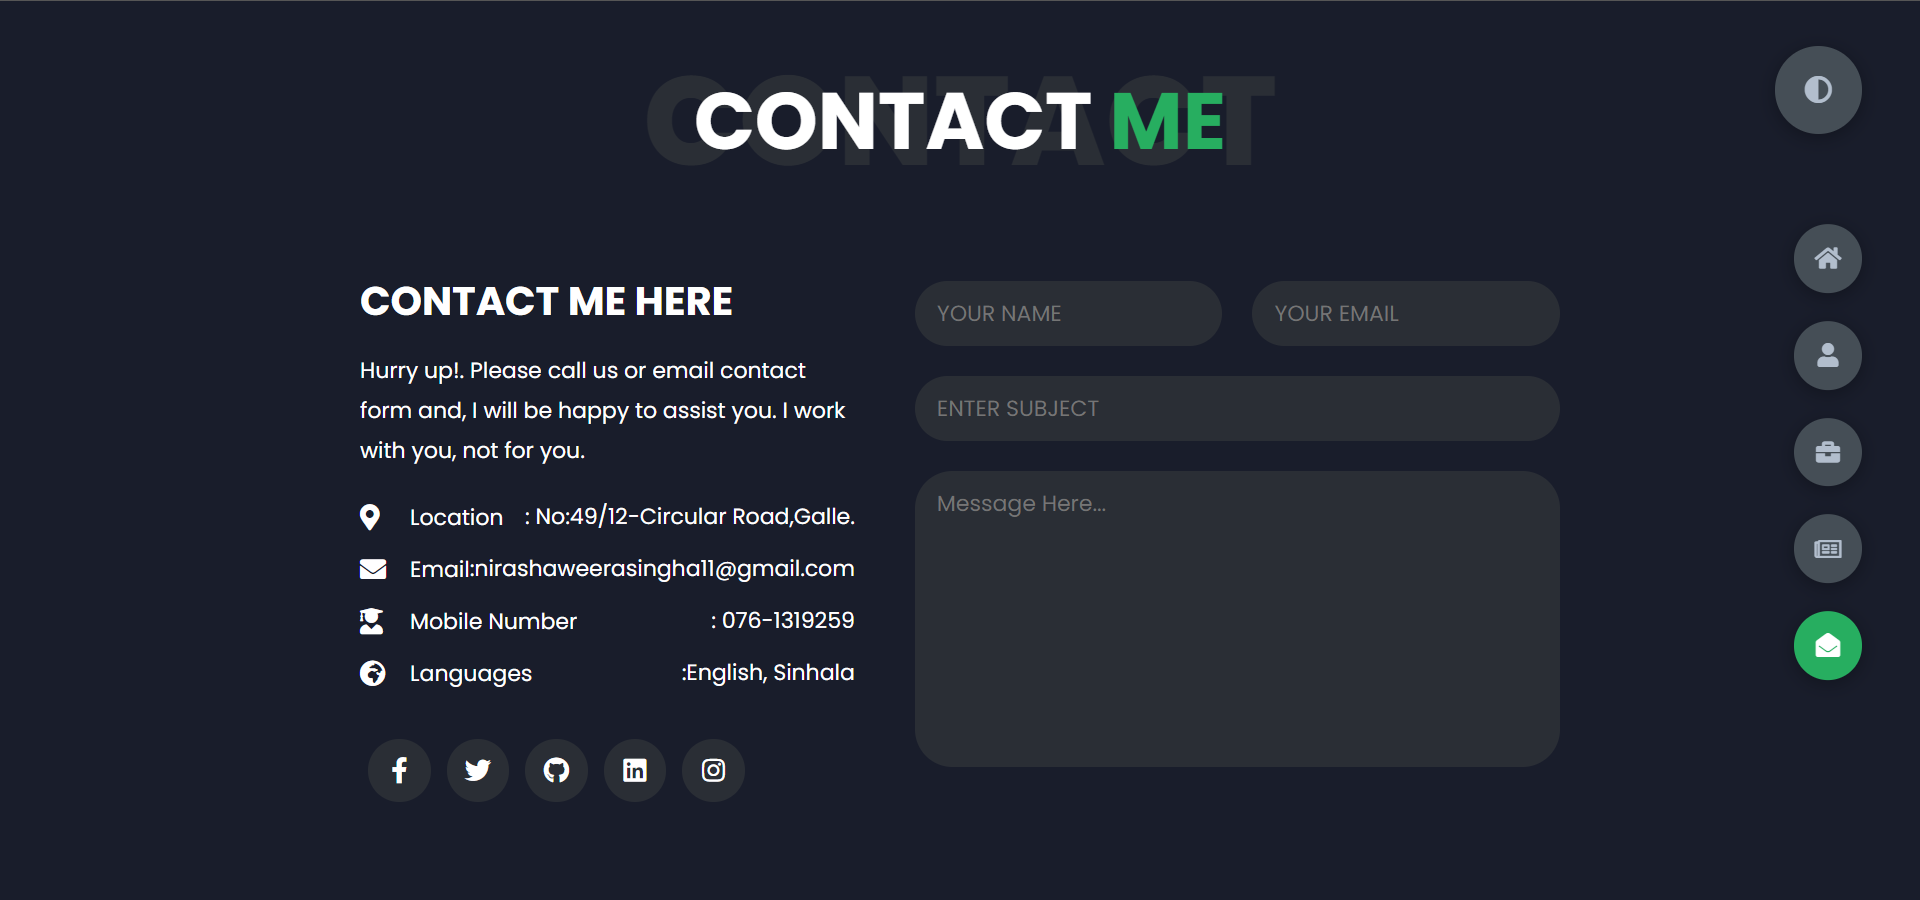 CONTACT
CONTACT ME
CONTACT ME HERE
Hurry up!. Please call us or email contact
form and, I will be happy to assist you. I work
with you, not for you.
Location : No:49/12-Circular Road,Galle.
Email:nirashaweerasingha11@gmail.com
Mobile Number : 076-1319259
Languages :English, Sinhala
YOUR NAME
YOUR EMAIL
ENTER SUBJECT
Message Here...